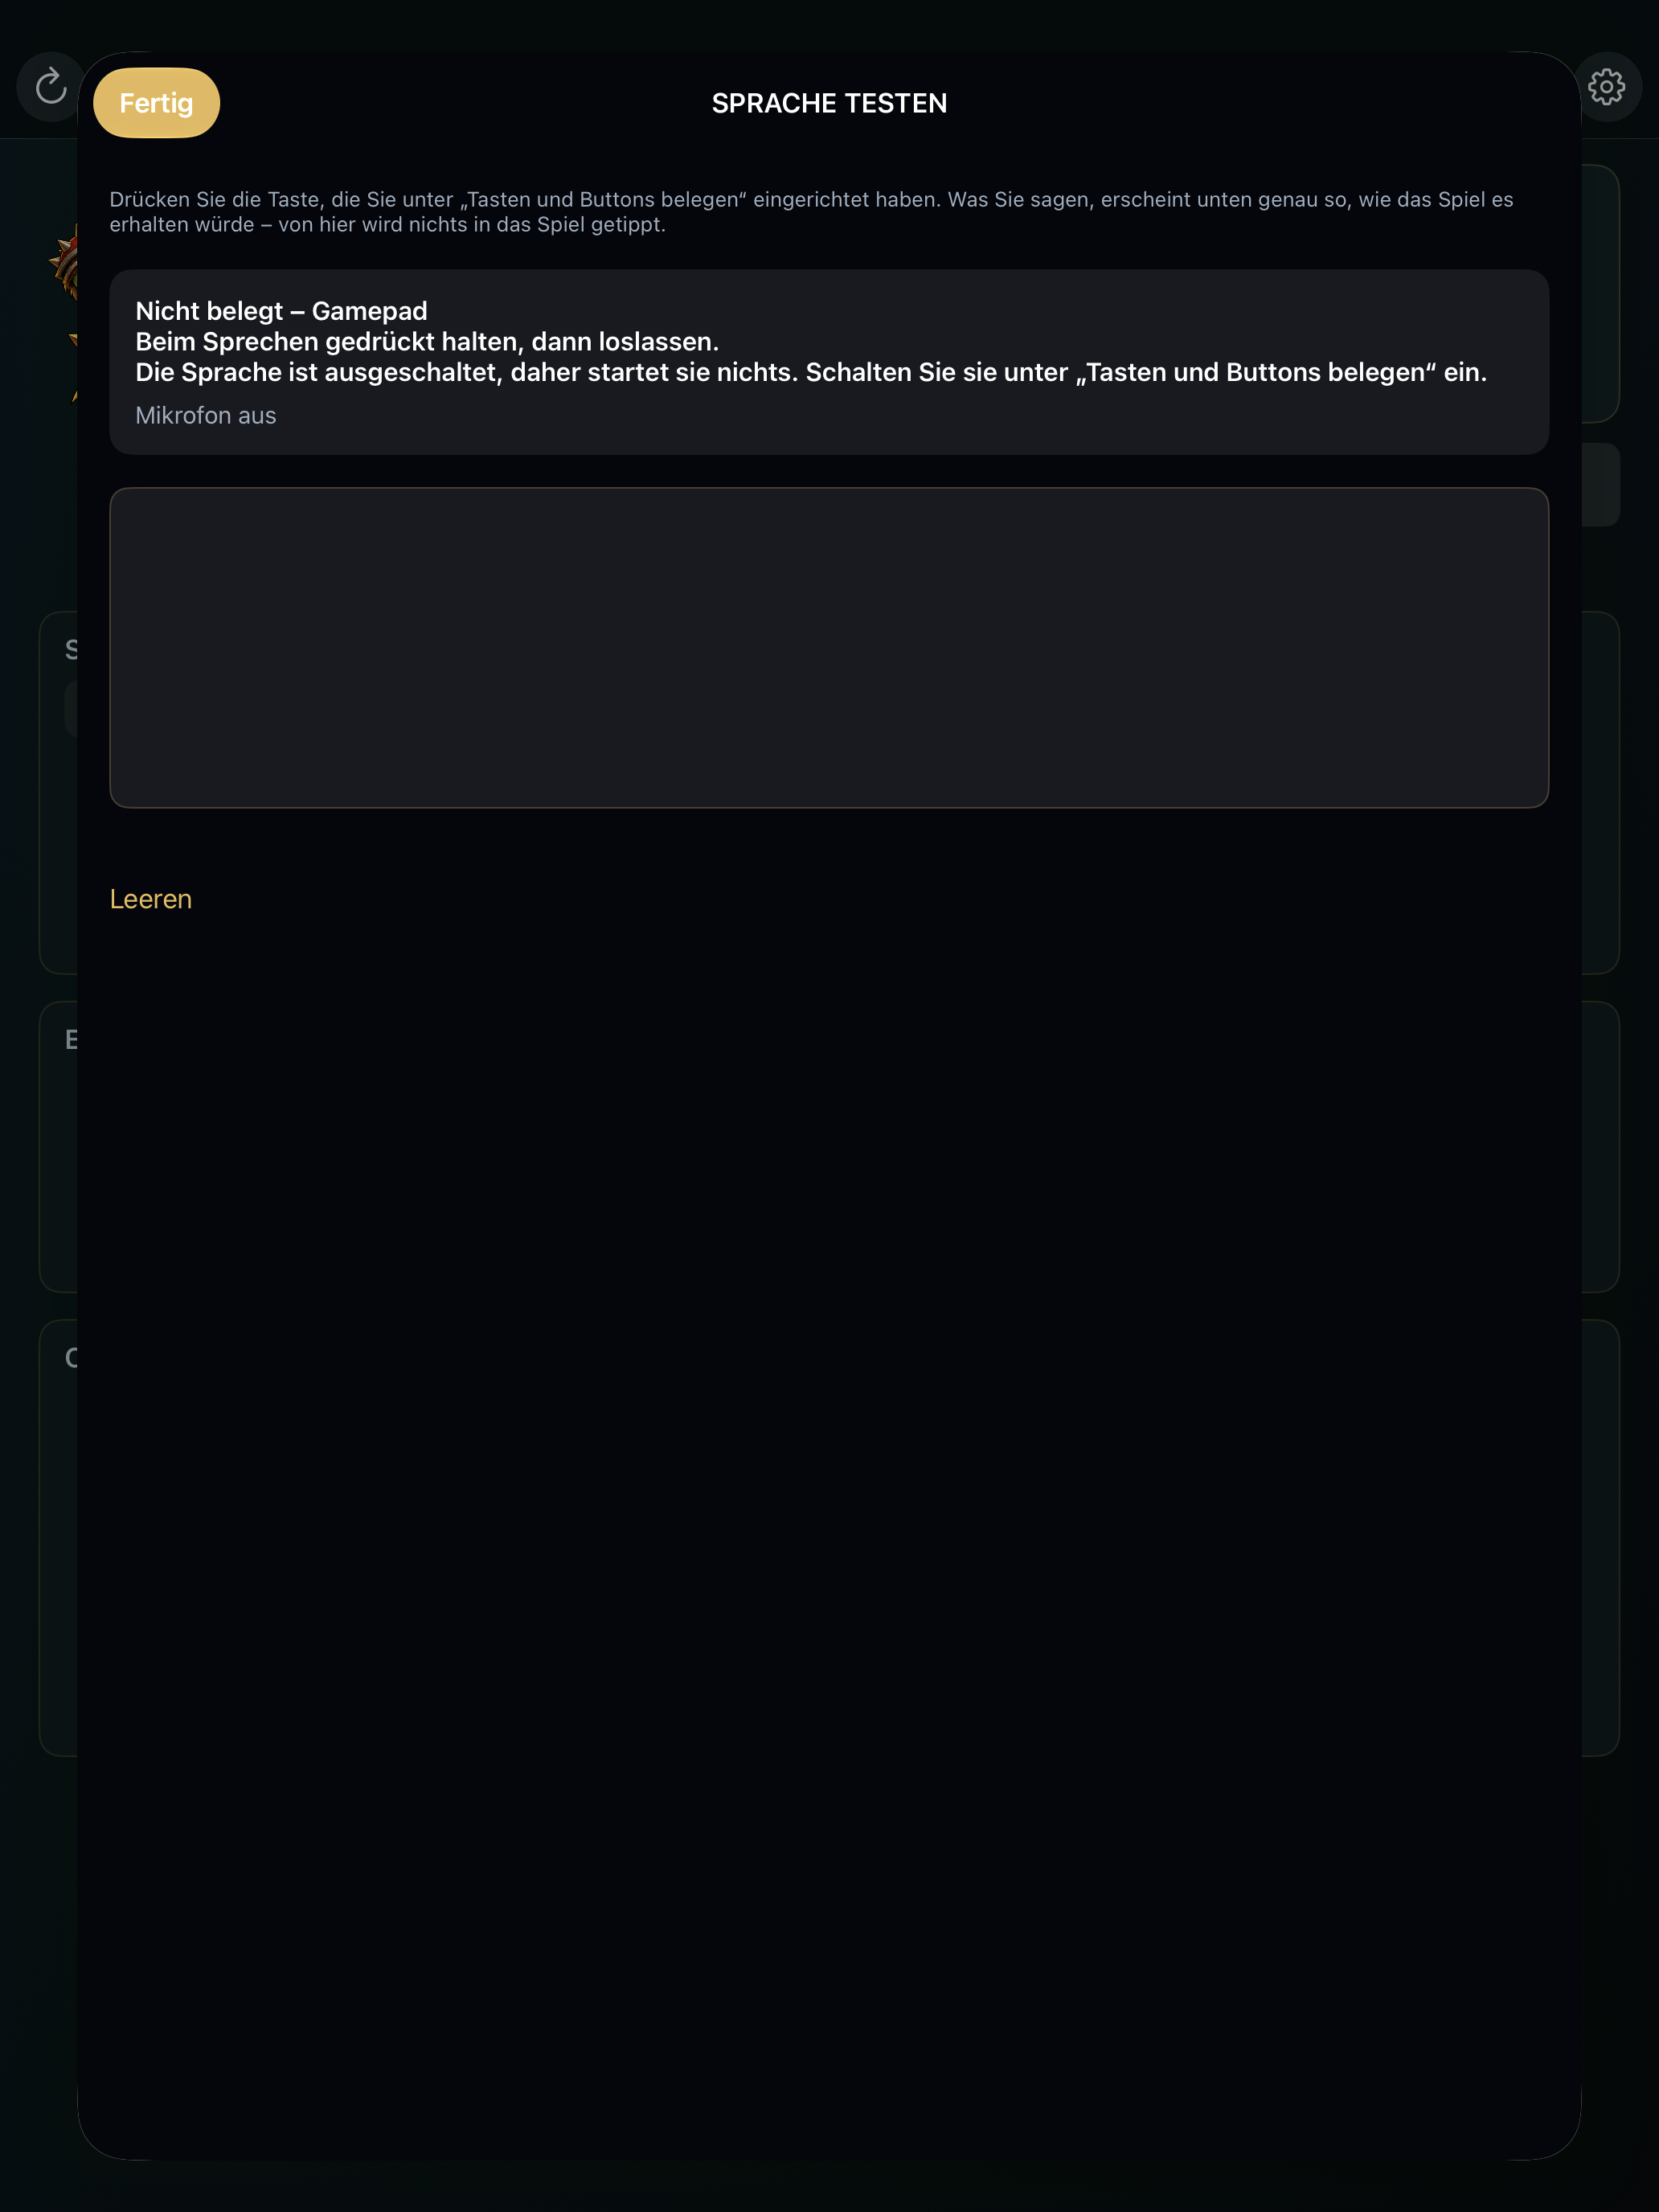 Fertig
SPRACHE TESTEN
Drücken Sie die Taste, die Sie unter „Tasten und Buttons belegen“ eingerichtet haben. Was Sie sagen, erscheint unten genau so, wie das Spiel es
erhalten würde – von hier wird nichts in das Spiel getippt.
Nicht belegt – Gamepad
Beim Sprechen gedrückt halten, dann loslassen.
Die Sprache ist ausgeschaltet, daher startet sie nichts. Schalten Sie sie unter „Tasten und Buttons belegen“ ein.
Mikrofon aus
Leeren